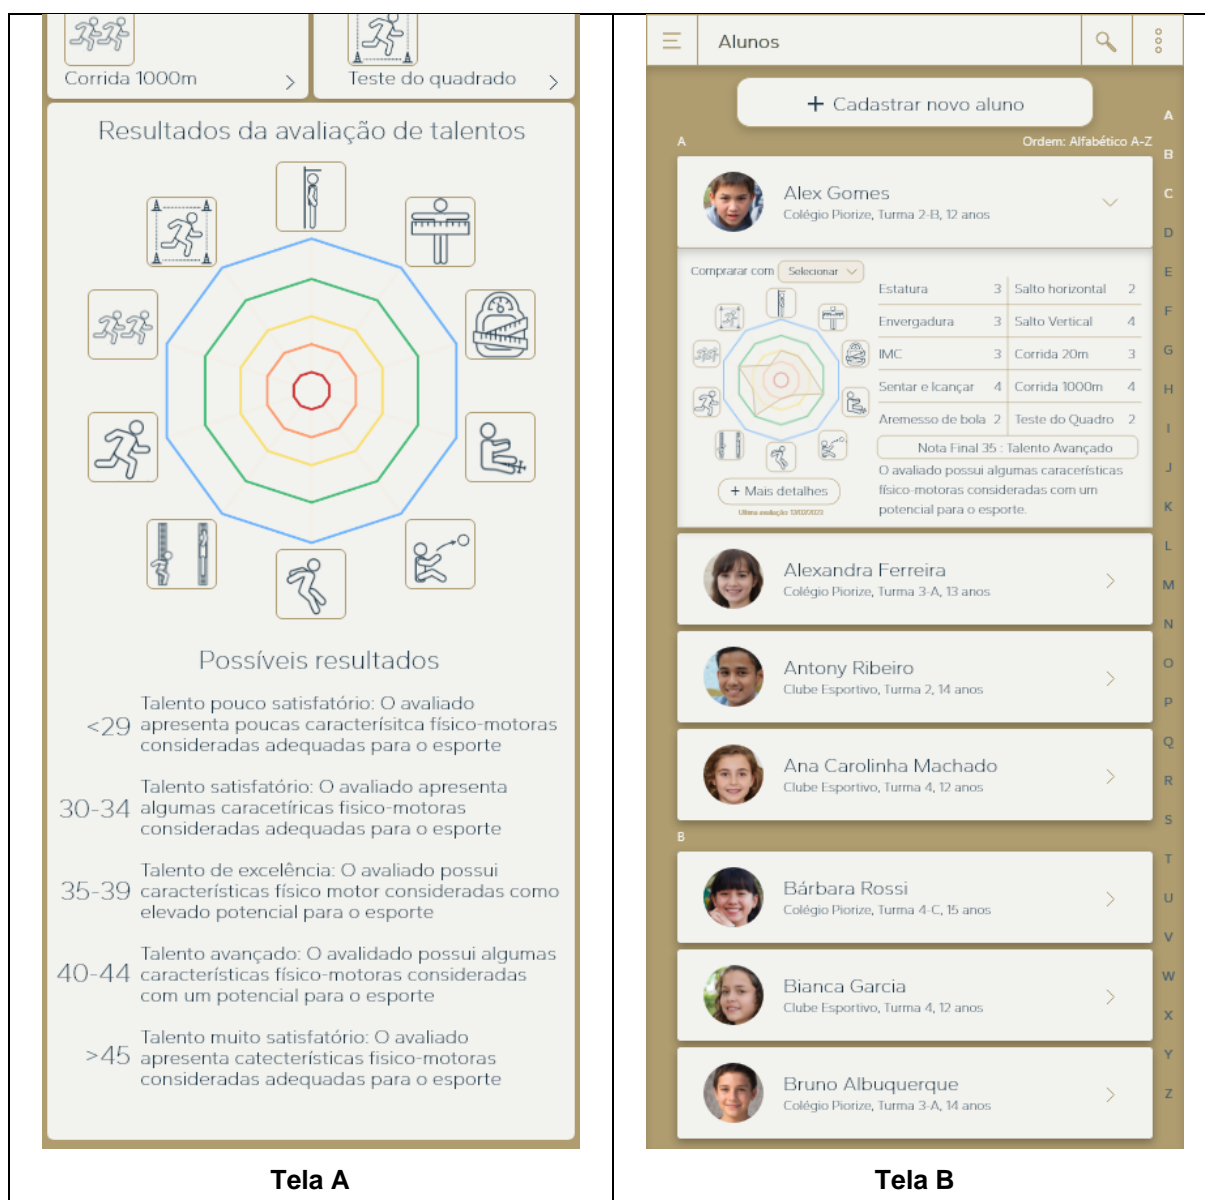 Corrida 1000m
Teste do quadrado
Resultados da avaliação de talentos
Possíveis resultados
<29
Talento pouco satisfatório: O avaliado
apresenta poucas caracterísitca físico-motoras
consideradas adequadas para o esporte
30-34
Talento satisfatório: O avaliado apresenta
algumas caracetíricas fisico-motoras
consideradas adequadas para o esporte
35-39
Talento de excelência: O avaliado possui
características físico motor consideradas como
elevado potencial para o esporte
40-44
Talento avançado: O avalidado possui algumas
características físico-motoras consideradas
com um potencial para o esporte
>45
Talento muito satisfatório: O avaliado
apresenta catecterísticas fisico-motoras
consideradas adequadas para o esporte
Tela A
Alunos
+ Cadastrar novo aluno
A
Ordem: Alfabético A-Z
Alex Gomes
Colégio Piorize, Turma 2-B, 12 anos
Comprarar com
Selecionar
Estatura 3 Salto horizontal 2
Envergadura 3 Salto Vertical 4
IMC 3 Corrida 20m 3
Sentar e lcançar 4 Corrida 1000m 4
Aremesso de bola 2 Teste do Quadro 2
Nota Final 35 : Talento Avançado
O avaliado possui algumas caracerísticas
físico-motoras consideradas com um
potencial para o esporte.
+ Mais detalhes
Ultima avaliação: 13/02/2023
Alexandra Ferreira
Colégio Piorize, Turma 3-A, 13 anos
Antony Ribeiro
Clube Esportivo, Turma 2, 14 anos
Ana Carolinha Machado
Clube Esportivo, Turma 4, 12 anos
B
Bárbara Rossi
Colégio Piorize, Turma 4-C, 15 anos
Bianca Garcia
Clube Esportivo, Turma 4, 12 anos
Bruno Albuquerque
Colégio Piorize, Turma 3-A, 14 anos
A
B
C
D
E
F
G
H
I
J
K
L
M
N
O
P
Q
R
S
T
U
V
W
X
Y
Z
Tela B